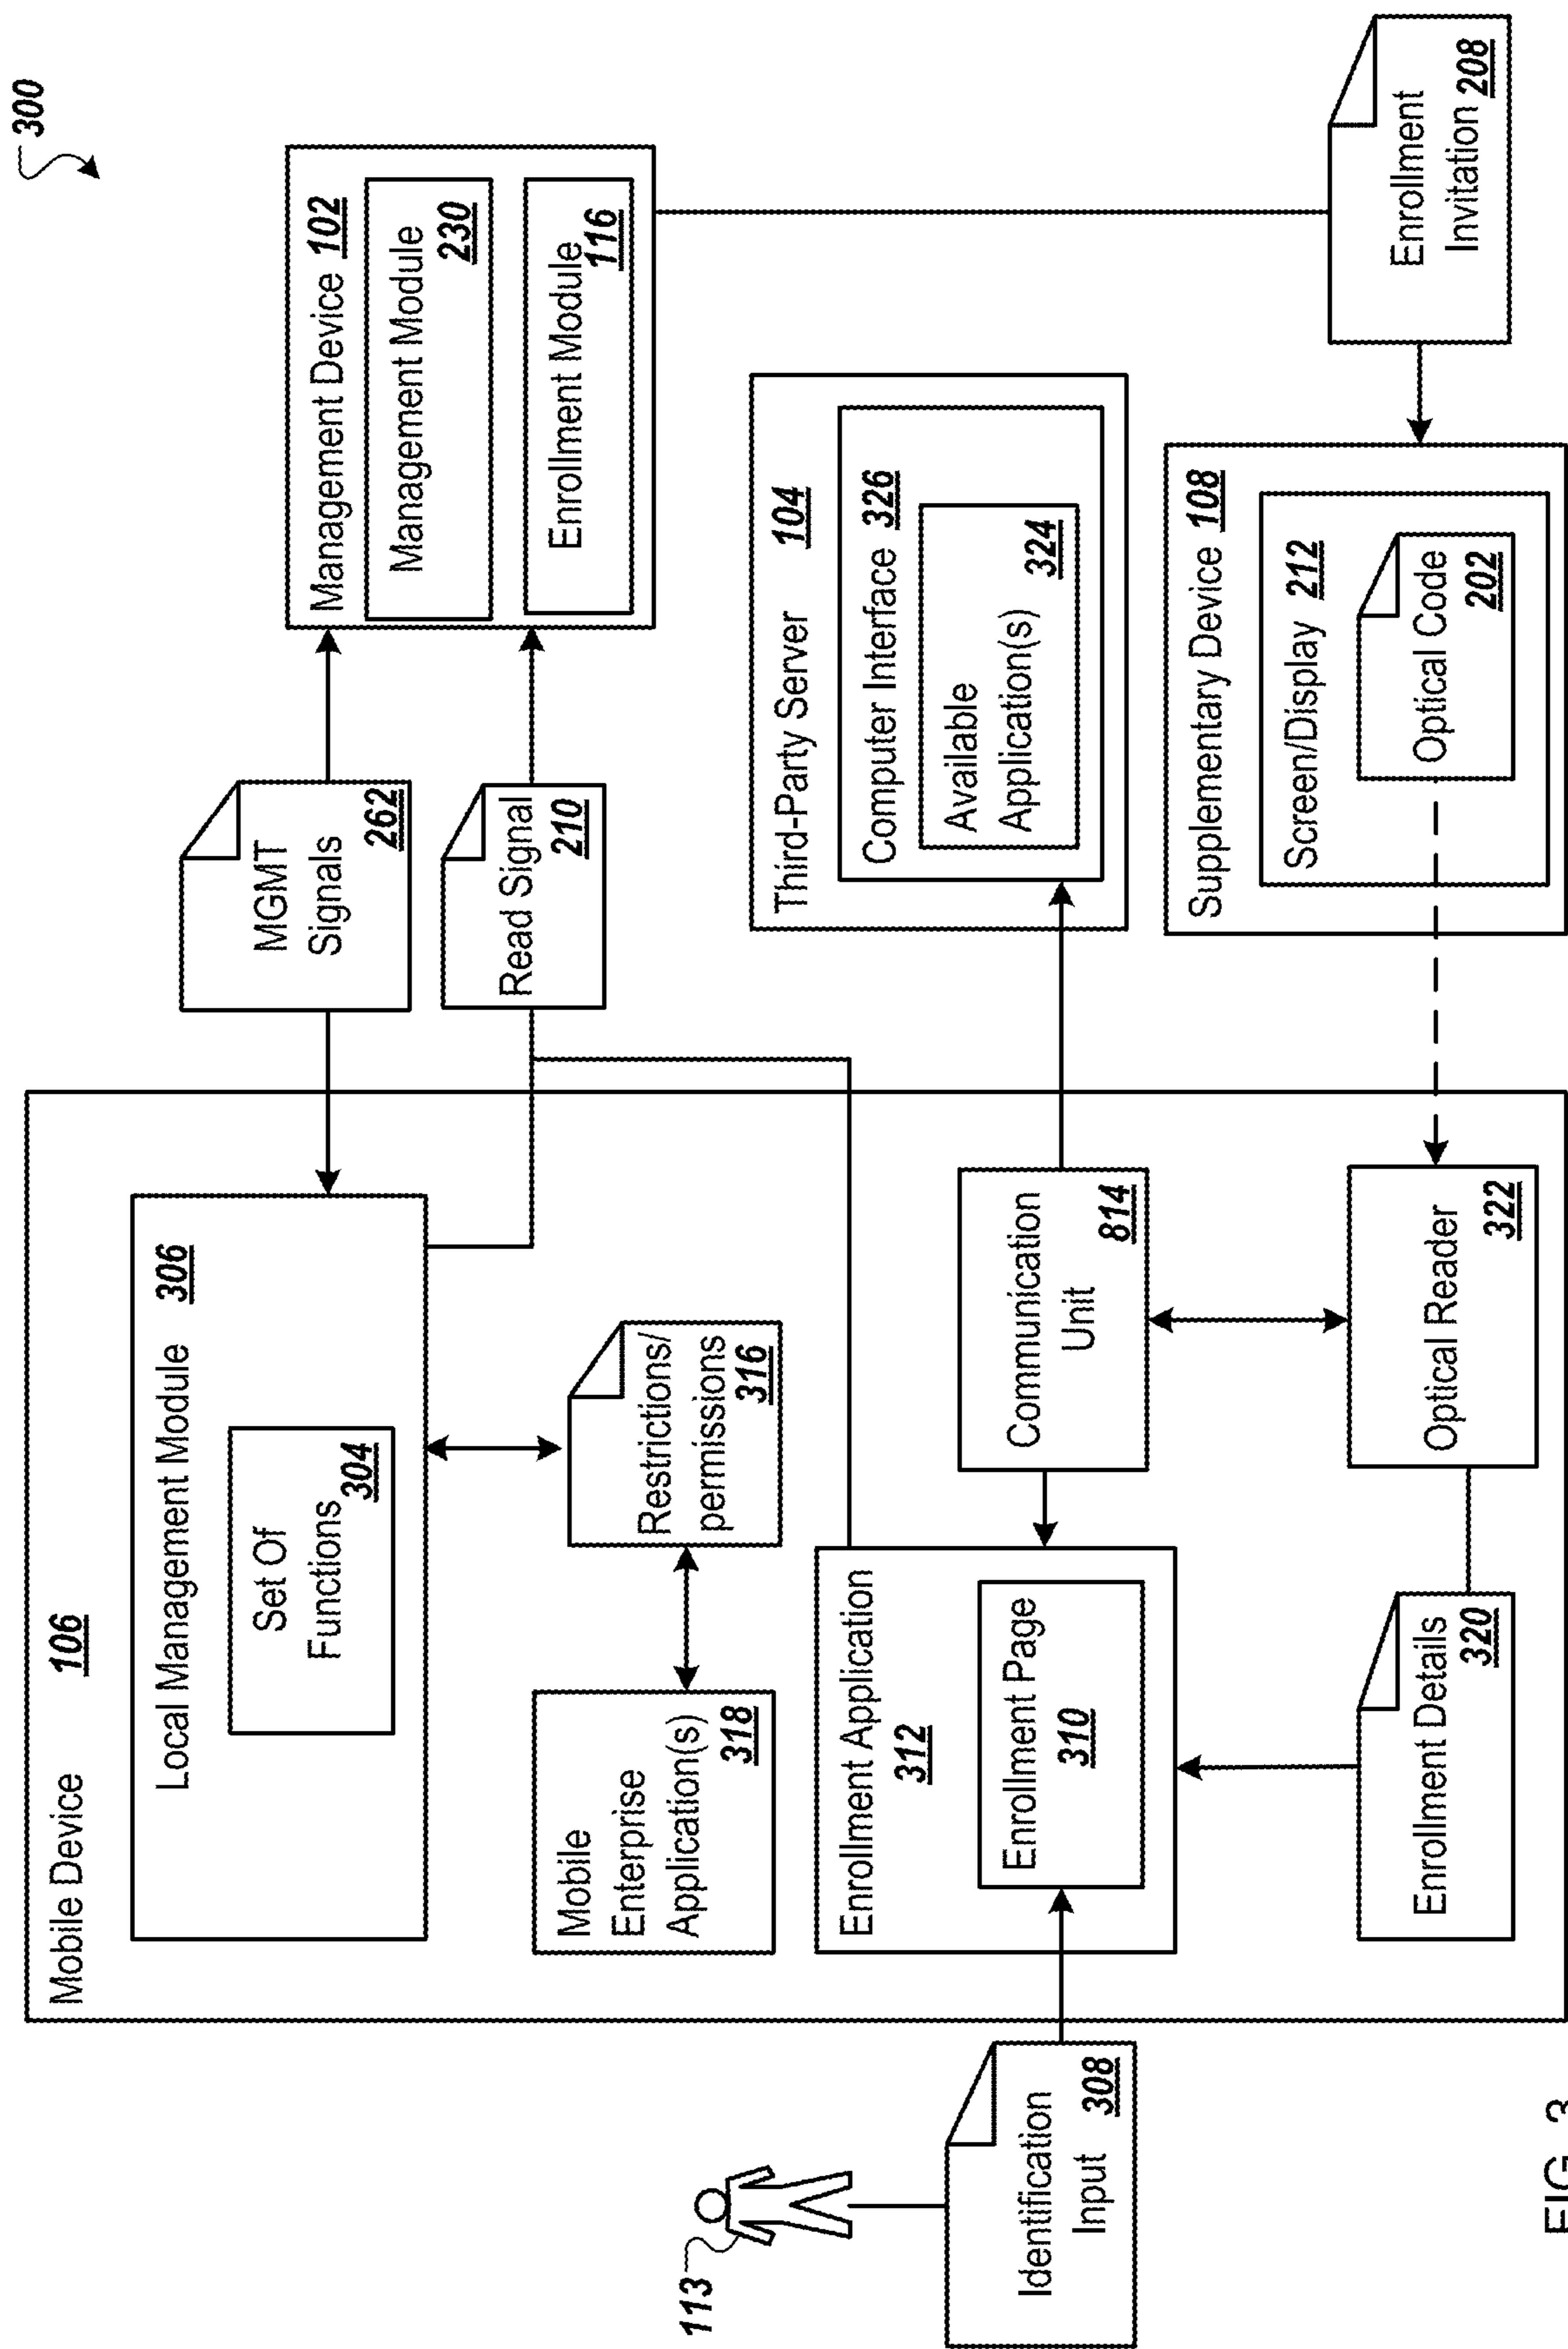 300
Mobile Device 106
Local Management Module 306
Set Of
Functions
304
MGMT
Signals
262
Management Device 102
Management Module
230
Enrollment Module
116
Read Signal
210
Mobile
Enterprise
Application(s)
318
Restrictions/
permissions
316
113
Identification
Input 308
Enrollment Application
312
Enrollment Page
310
Communication
Unit
814
Third-Party Server 104
Computer Interface 326
Available
Application(s)
324
Enrollment Details
320
Optical Reader
322
Supplementary Device 108
Screen/Display 212
Optical Code
202
Enrollment
Invitation 208
FIG. 3